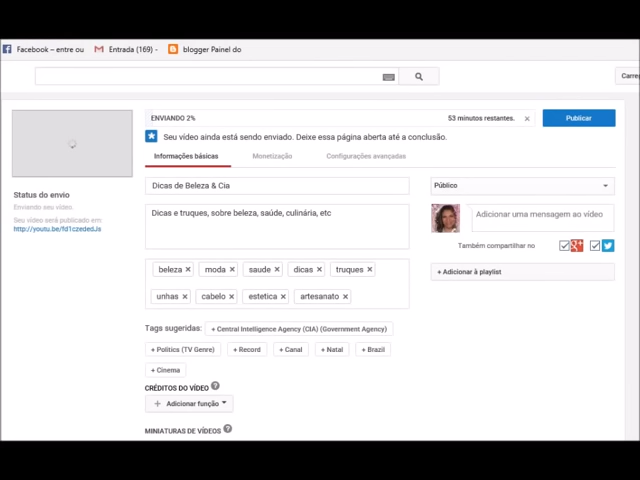 Facebook – entre ou
Entrada (169) -
blogger Painel do
Carre
ENVIANDO 2%
53 minutos restantes.
Publicar
Seu vídeo ainda está sendo enviado. Deixe essa página aberta até a conclusão.
Informações básicas
Monetização
Configurações avançadas
Status do envio
Enviando seu vídeo.
Seu vídeo será publicado em:
http://youtu.be/fd1czededJs
Dicas de Beleza & Cia
Dicas e truques, sobre beleza, saúde, culinária, etc
beleza × moda × saude × dicas × truques ×
unhas × cabelo × estetica × artesanato ×
Público
Adicionar uma mensagem ao vídeo
Também compartilhar no
+ Adicionar à playlist
Tags sugeridas: + Central Intelligence Agency (CIA) (Government Agency)
+ Politics (TV Genre) + Record + Canal + Natal + Brazil
+ Cinema
CRÉDITOS DO VÍDEO ?
+ Adicionar função
MINIATURAS DE VÍDEOS ?